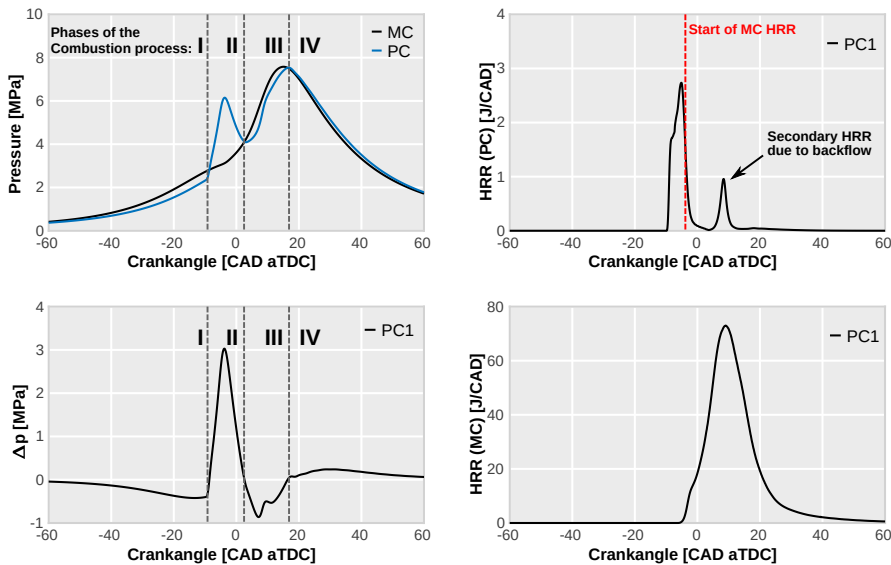 Phases of the
Combustion process:
I II III IV
MC
PC
10
8
6
4
2
0
Pressure [MPa]
-60 -40 -20 0 20 40 60
Crankangle [CAD aTDC]
Start of MC HRR
PC1
Secondary HRR
due to backflow
4
3
2
1
0
HRR (PC) [J/CAD]
-60 -40 -20 0 20 40 60
Crankangle [CAD aTDC]
I II III IV
PC1
4
3
2
1
0
-1
Δp [MPa]
-60 -40 -20 0 20 40 60
Crankangle [CAD aTDC]
PC1
80
60
40
20
0
HRR (MC) [J/CAD]
-60 -40 -20 0 20 40 60
Crankangle [CAD aTDC]